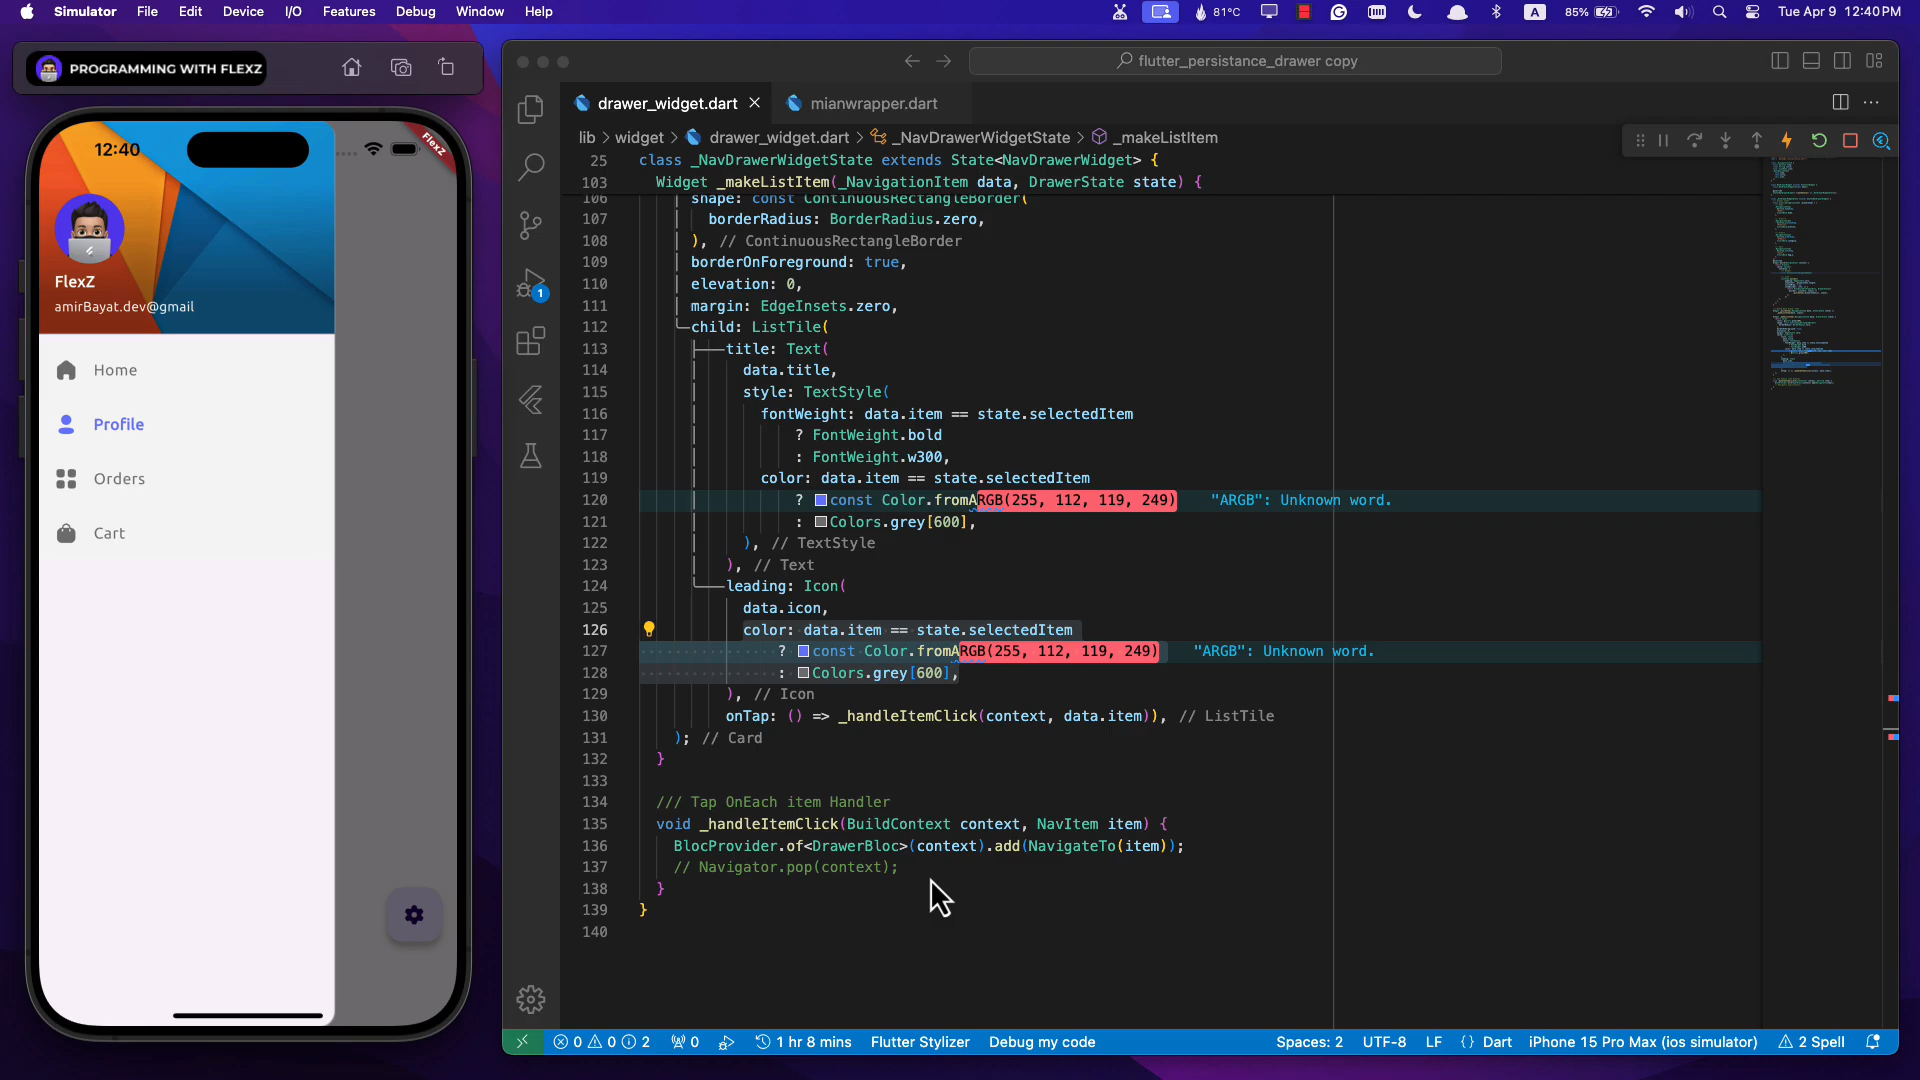 Simulator File Edit Device I/O Features Debug Window Help
81°C A 85% Tue Apr 9 12:40 PM
PROGRAMMING WITH FLEXZ
12:40
FlexZ
FlexZ
amirBayat.dev@gmail
Home
Profile
Orders
Cart
flutter_persistance_drawer copy
drawer_widget.dart
mianwrapper.dart
lib > widget > drawer_widget.dart > _NavDrawerWidgetState > _makeListItem
25 class _NavDrawerWidgetState extends State<NavDrawerWidget> {
103 Widget _makeListItem(_NavigationItem data, DrawerState state) {
106 shape: const ContinuousRectangleBorder(
107 borderRadius: BorderRadius.zero,
108 ), // ContinuousRectangleBorder
109 borderOnForeground: true,
110 elevation: 0,
111 margin: EdgeInsets.zero,
112 child: ListTile(
113 title: Text(
114 data.title,
115 style: TextStyle(
116 fontWeight: data.item == state.selectedItem
117 ? FontWeight.bold
118 : FontWeight.w300,
119 color: data.item == state.selectedItem
120 ? const Color.fromARGB(255, 112, 119, 249) "ARGB": Unknown word.
121 : Colors.grey[600],
122 ), // TextStyle
123 ), // Text
124 leading: Icon(
125 data.icon,
126 color: data.item == state.selectedItem
127 ? const Color.fromARGB(255, 112, 119, 249) "ARGB": Unknown word.
128 : Colors.grey[600],
129 ), // Icon
130 onTap: () => _handleItemClick(context, data.item)), // ListTile
131 ); // Card
132 }
133
134 /// Tap OnEach item Handler
135 void _handleItemClick(BuildContext context, NavItem item) {
136 BlocProvider.of<DrawerBloc>(context).add(NavigateTo(item));
137 // Navigator.pop(context);
138 }
139 }
140
1
0 0 2 0 1 hr 8 mins Flutter Stylizer Debug my code
Spaces: 2 UTF-8 LF {} Dart iPhone 15 Pro Max (ios simulator) 2 Spell